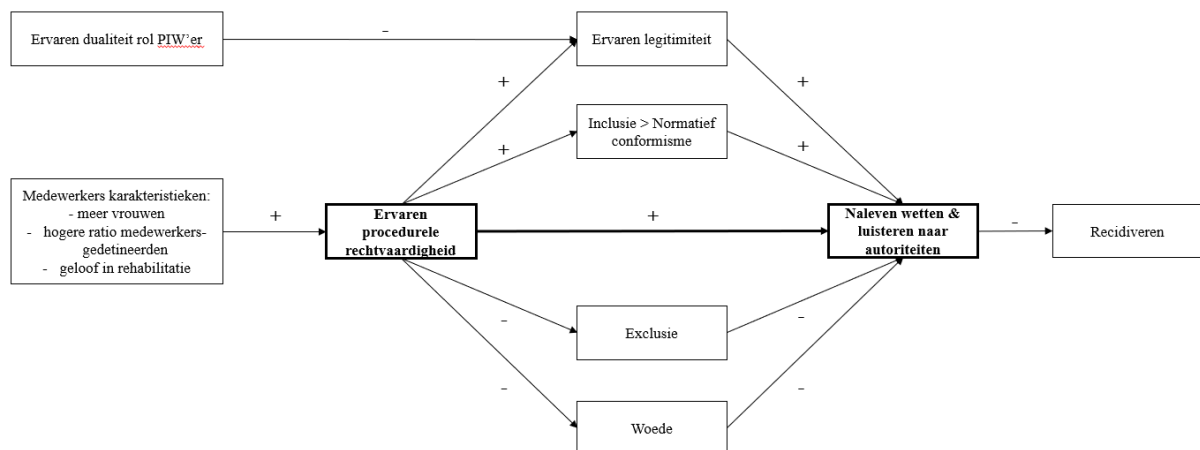 Ervaren dualiteit rol PIW'er
-
Ervaren legitimiteit
+
+
Inclusie > Normatief
conformisme
+
+
Medewerkers karakteristieken:
- meer vrouwen
- hogere ratio medewerkers-
gedetineerden
- geloof in rehabilitatie
+
Ervaren
procedurele
rechtvaardigheid
+
Naleven wetten &
luisteren naar
autoriteiten
-
Recidiveren
-
Exclusie
-
-
Woede
-